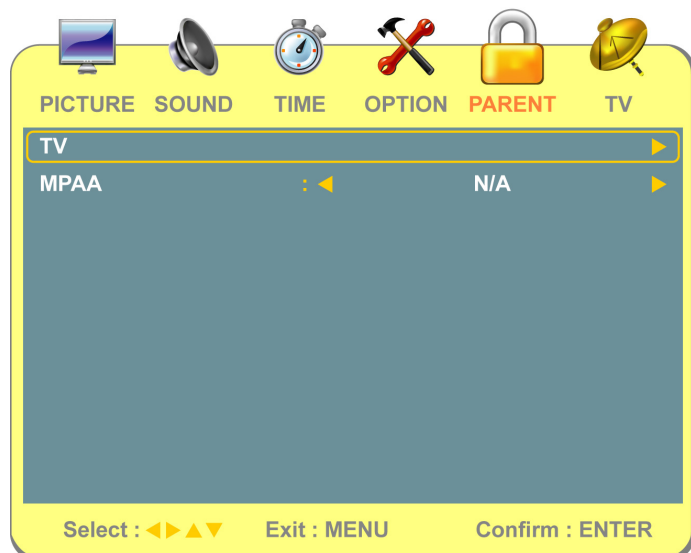 PICTURE SOUND TIME OPTION PARENT TV
TV
MPAA : N/A
Select : Exit : MENU Confirm : ENTER